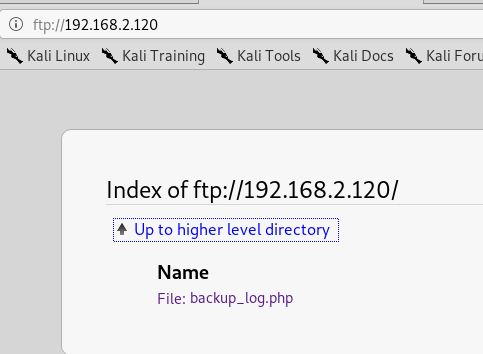 ftp://192.168.2.120
Kali Linux Kali Training Kali Tools Kali Docs Kali Foru
Index of ftp://192.168.2.120/
Up to higher level directory
Name
File: backup_log.php